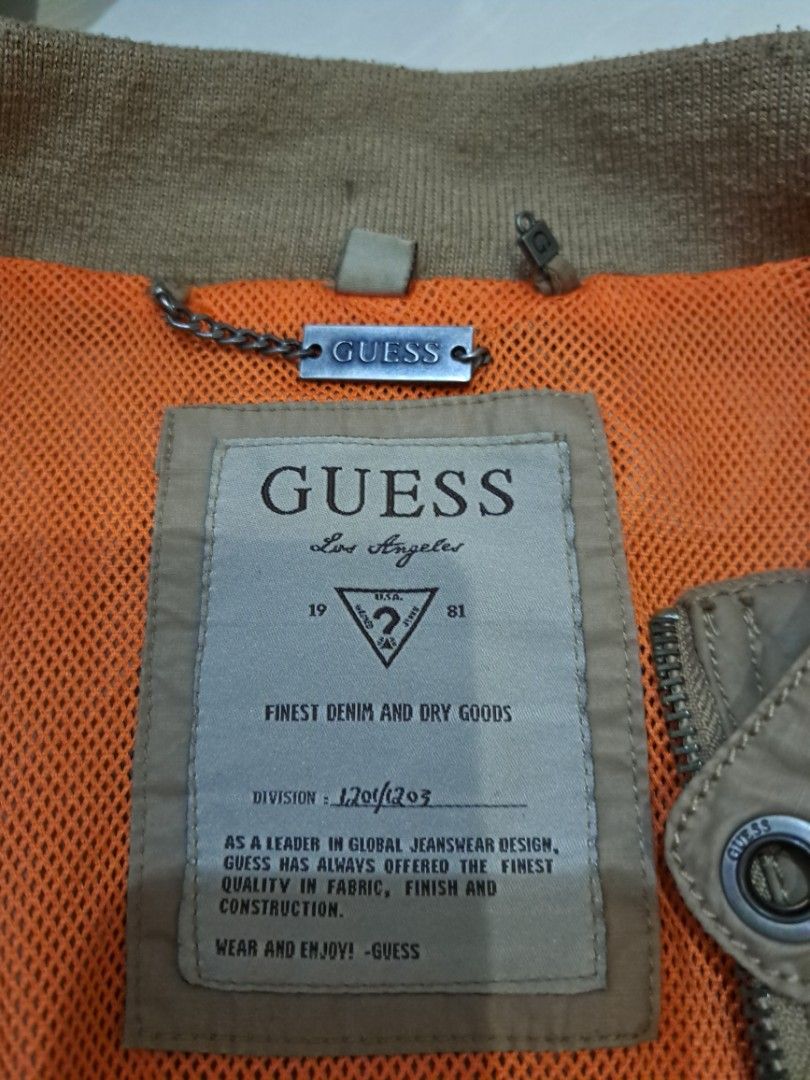 G
GUESS
GUESS
Los Angeles
19 U.S.A. 81
?
FINEST DENIM AND DRY GOODS
DIVISION : 1201/1203
AS A LEADER IN GLOBAL JEANSWEAR DESIGN,
GUESS HAS ALWAYS OFFERED THE FINEST
QUALITY IN FABRIC, FINISH AND
CONSTRUCTION.
WEAR AND ENJOY! -GUESS
GUESS